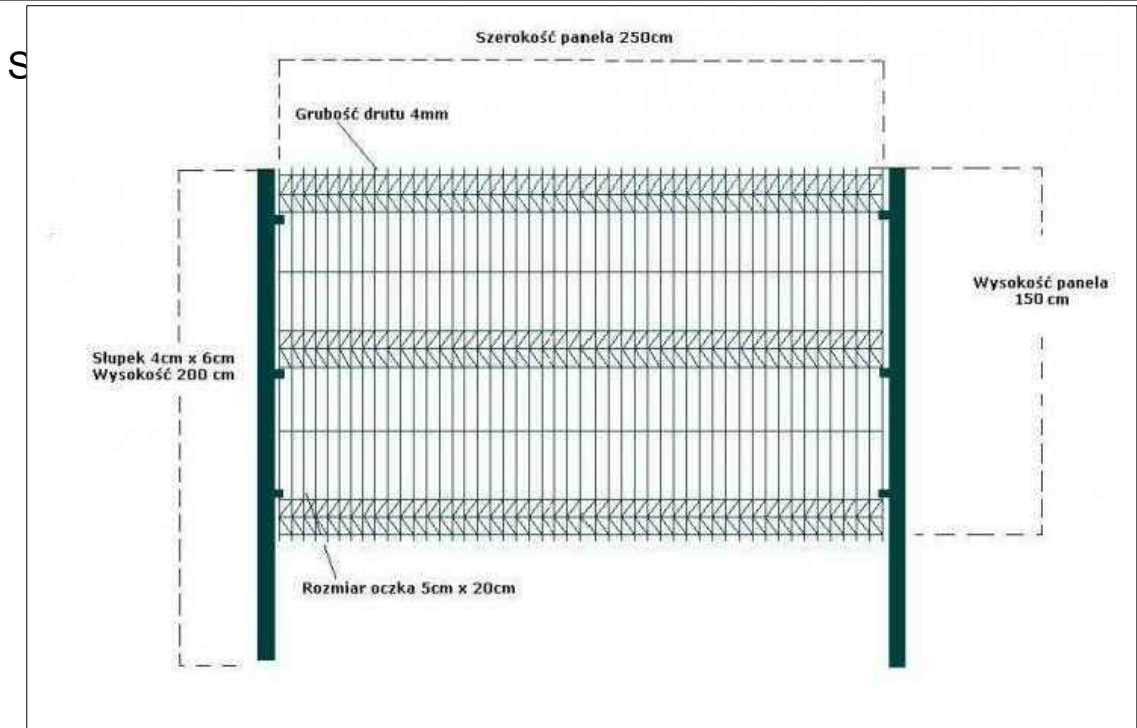 Szerokość panela 250cm
S
Grubość drutu 4mm
Wysokość panela
150 cm
Słupek 4cm x 6cm
Wysokość 200 cm
Rozmiar oczka 5cm x 20cm